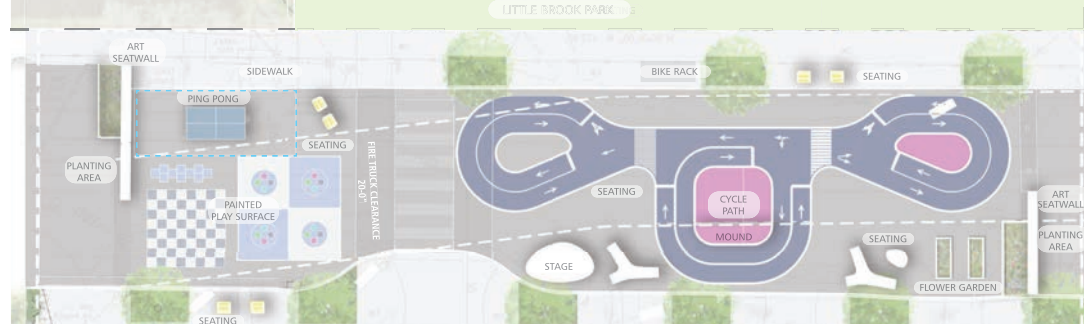 LITTLE BROOK PARK
ART
SEATWALL
SIDEWALK
BIKE RACK
SEATING
PING PONG
SEATING
PLANTING
AREA
FIRE TRUCK CLEARANCE
20'-0"
PAINTED
PLAY SURFACE
SEATING
CYCLE
PATH
MOUND
ART
SEATWALL
PLANTING
AREA
SEATING
STAGE
FLOWER GARDEN
SEATING